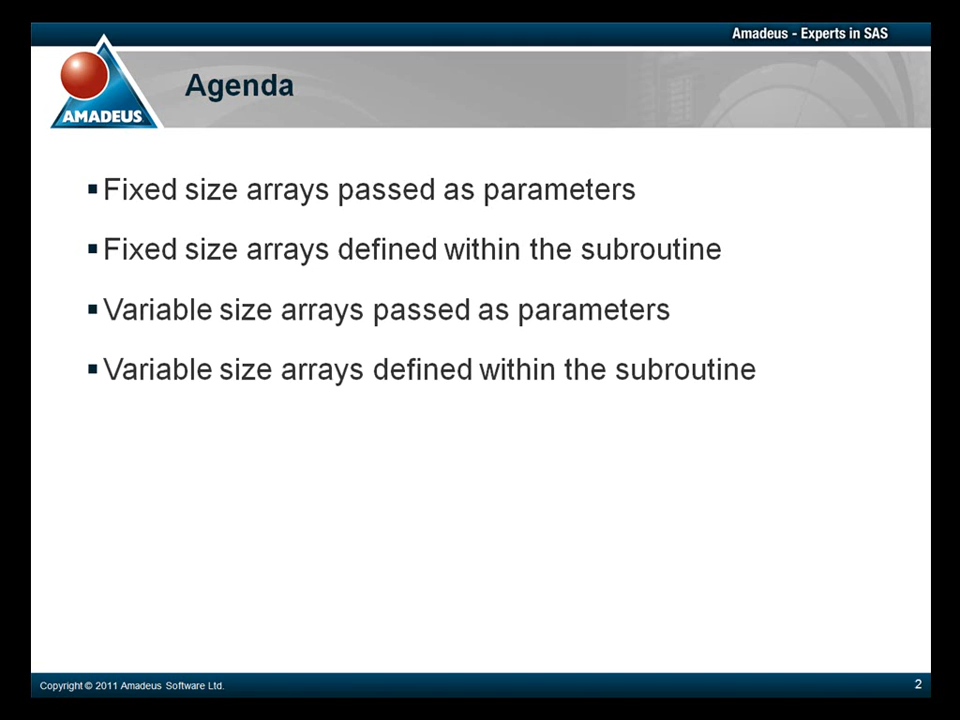 Amadeus - Experts in SAS
AMADEUS
Agenda
▪ Fixed size arrays passed as parameters
▪ Fixed size arrays defined within the subroutine
▪ Variable size arrays passed as parameters
▪ Variable size arrays defined within the subroutine
Copyright © 2011 Amadeus Software Ltd.
2